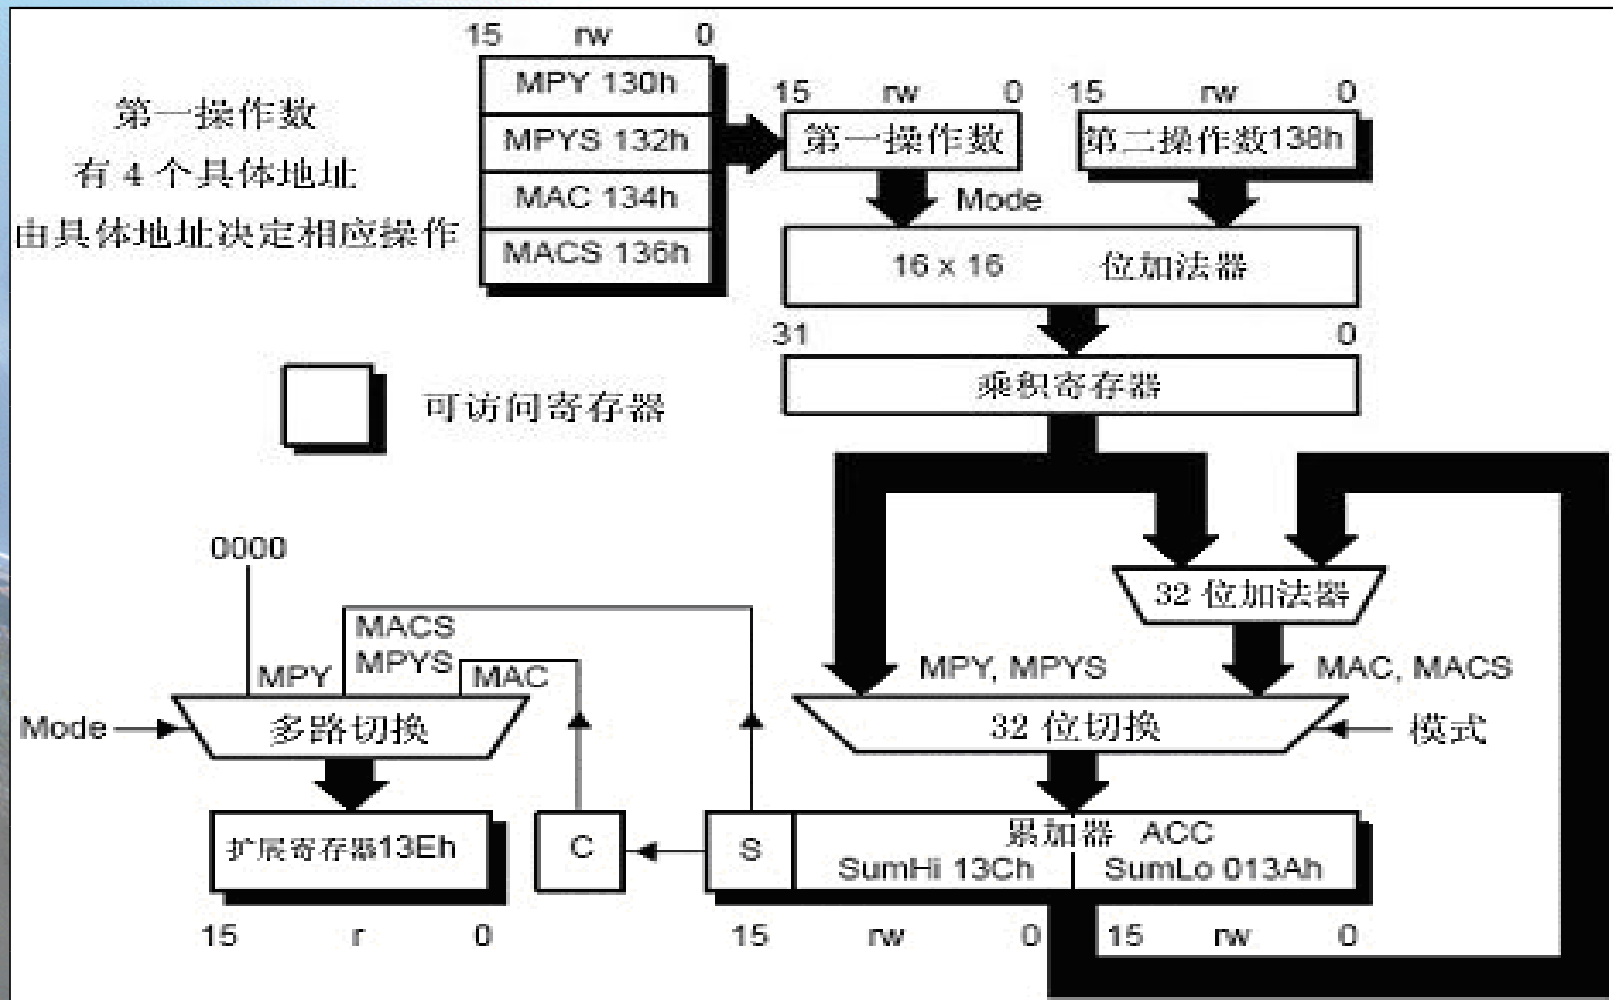 15 rw 0
MPY 130h
MPYS 132h
MAC 134h
MACS 136h
第一操作数
有 4 个具体地址
由具体地址决定相应操作
15 rw 0
第一操作数
15 rw 0
第二操作数138h
Mode
16 x 16 位加法器
31 0
乘积寄存器
可访问寄存器
32 位加法器
0000
MPY
MACS
MPYS
MAC
MPY, MPYS
MAC, MACS
Mode
多路切换
32 位切换
模式
扩展寄存器13Eh
C
S
累加器 ACC
SumHi 13Ch
SumLo 013Ah
15 r 0
15 rw 0
15 rw 0